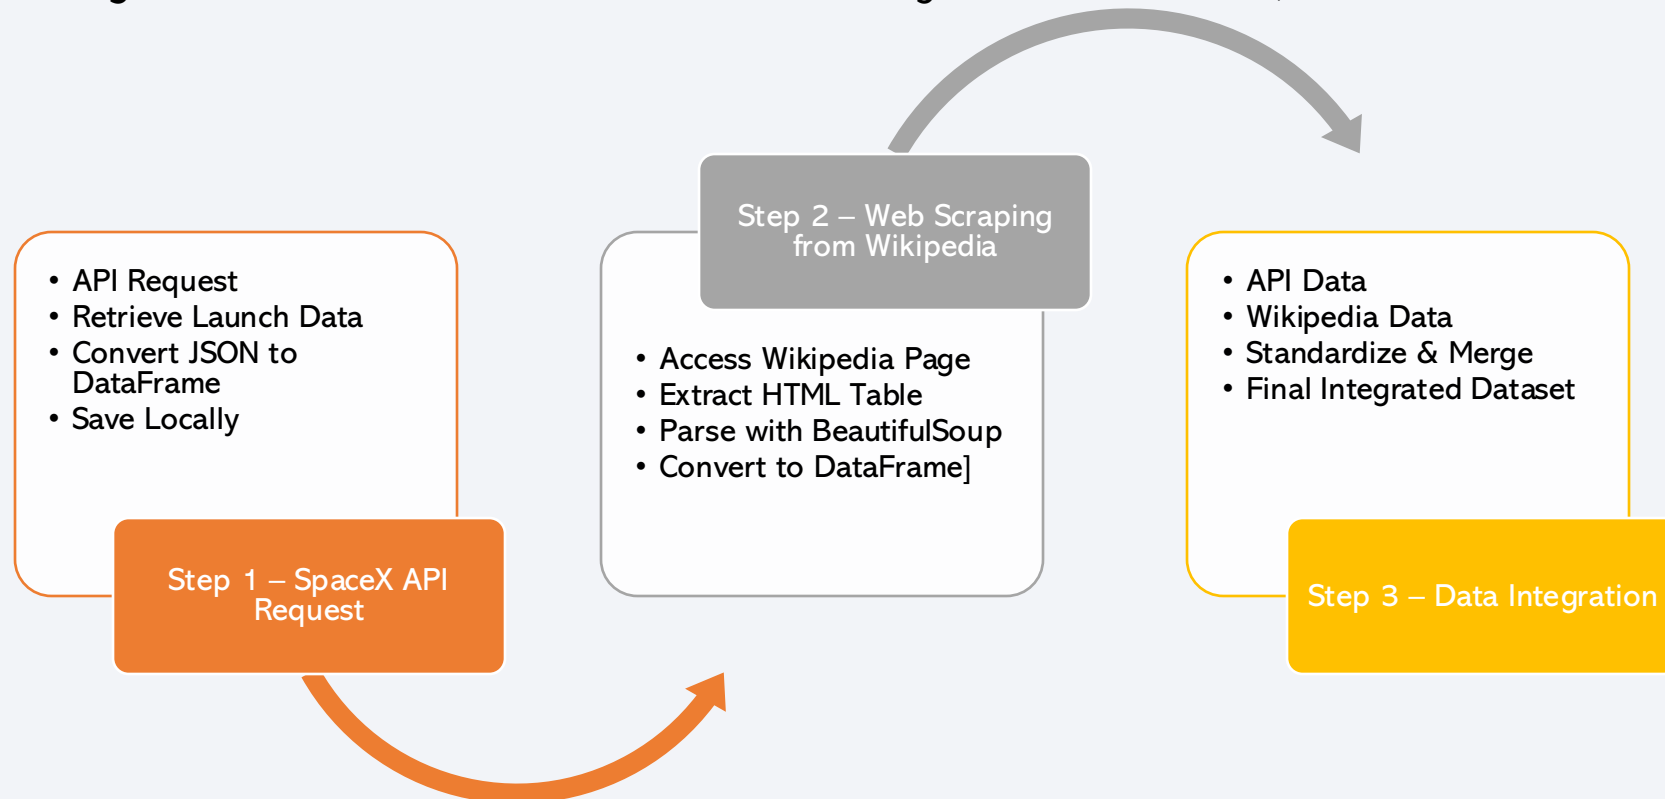 • API Request
• Retrieve Launch Data
• Convert JSON to
DataFrame
• Save Locally
Step 1 – SpaceX API
Request
Step 2 – Web Scraping
from Wikipedia
• Access Wikipedia Page
• Extract HTML Table
• Parse with BeautifulSoup
• Convert to DataFrame]
• API Data
• Wikipedia Data
• Standardize & Merge
• Final Integrated Dataset
Step 3 – Data Integration